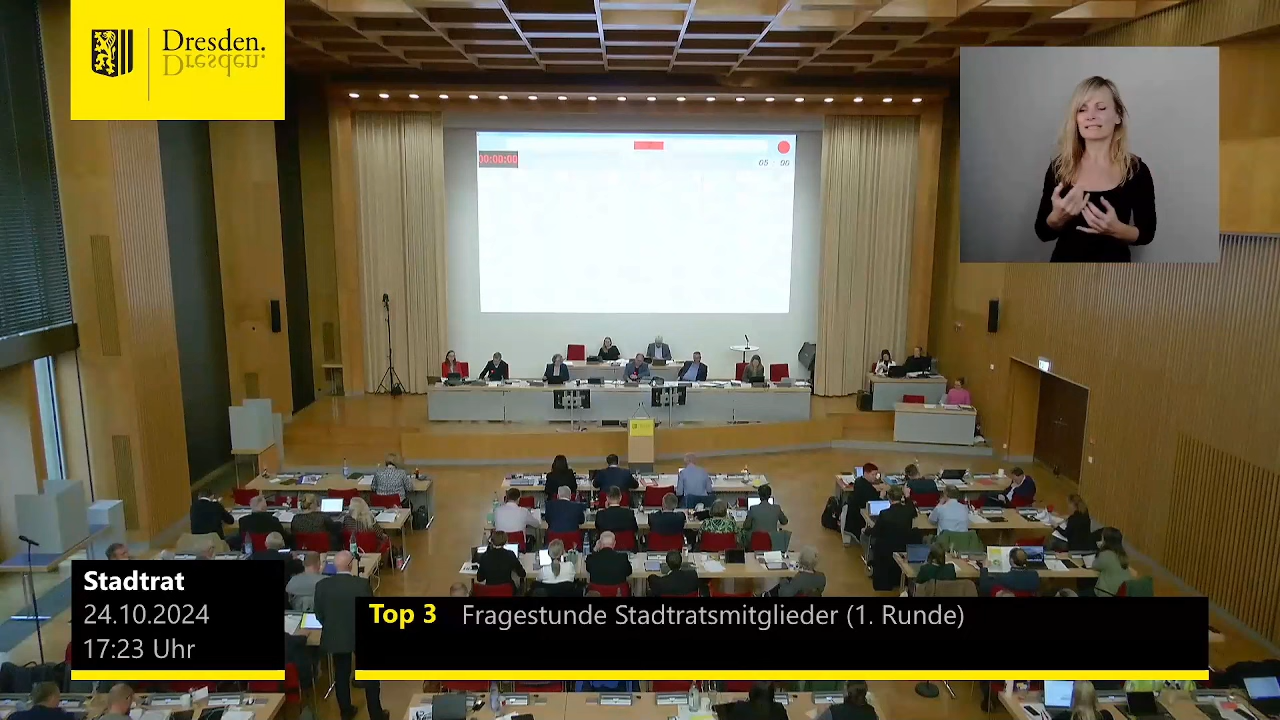 Dresden.
00:00:00
Stadtrat
24.10.2024
17:23 Uhr
Top 3 Fragestunde Stadtratsmitglieder (1. Runde)